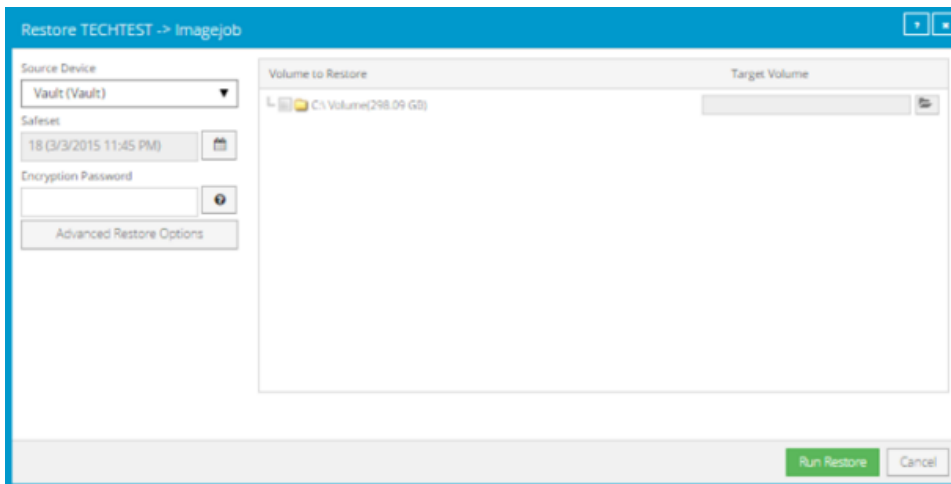 Restore TECHTEST -> Imagejob
?
Source Device
Vault (Vault)
Safeset
18 (3/3/2015 11:45 PM)
Encryption Password
Advanced Restore Options
Volume to Restore
Target Volume
C:\ Volume(298.09 GB)
Run Restore
Cancel